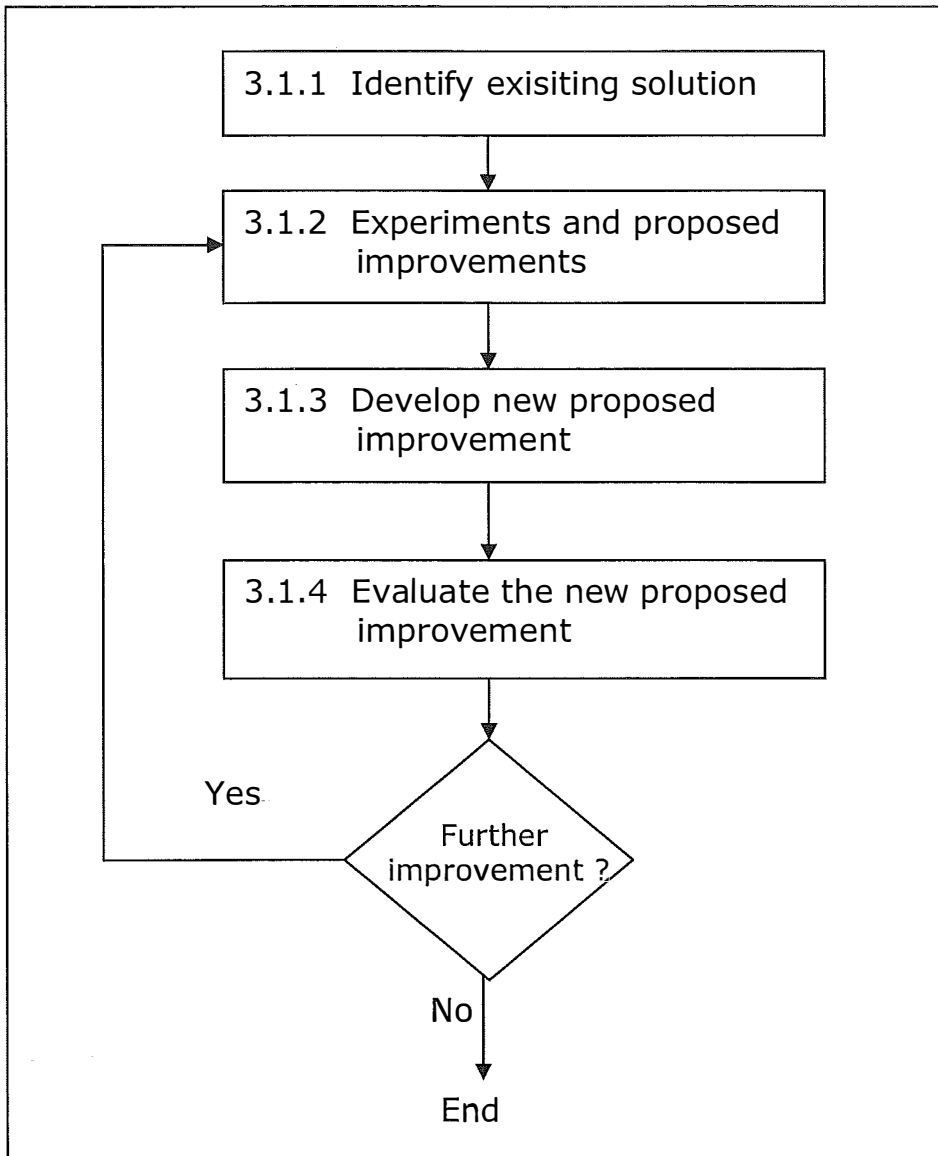 3.1.1 Identify exisiting solution
3.1.2 Experiments and proposed
improvements
3.1.3 Develop new proposed
improvement
3.1.4 Evaluate the new proposed
improvement
Yes
Further
improvement ?
No
End